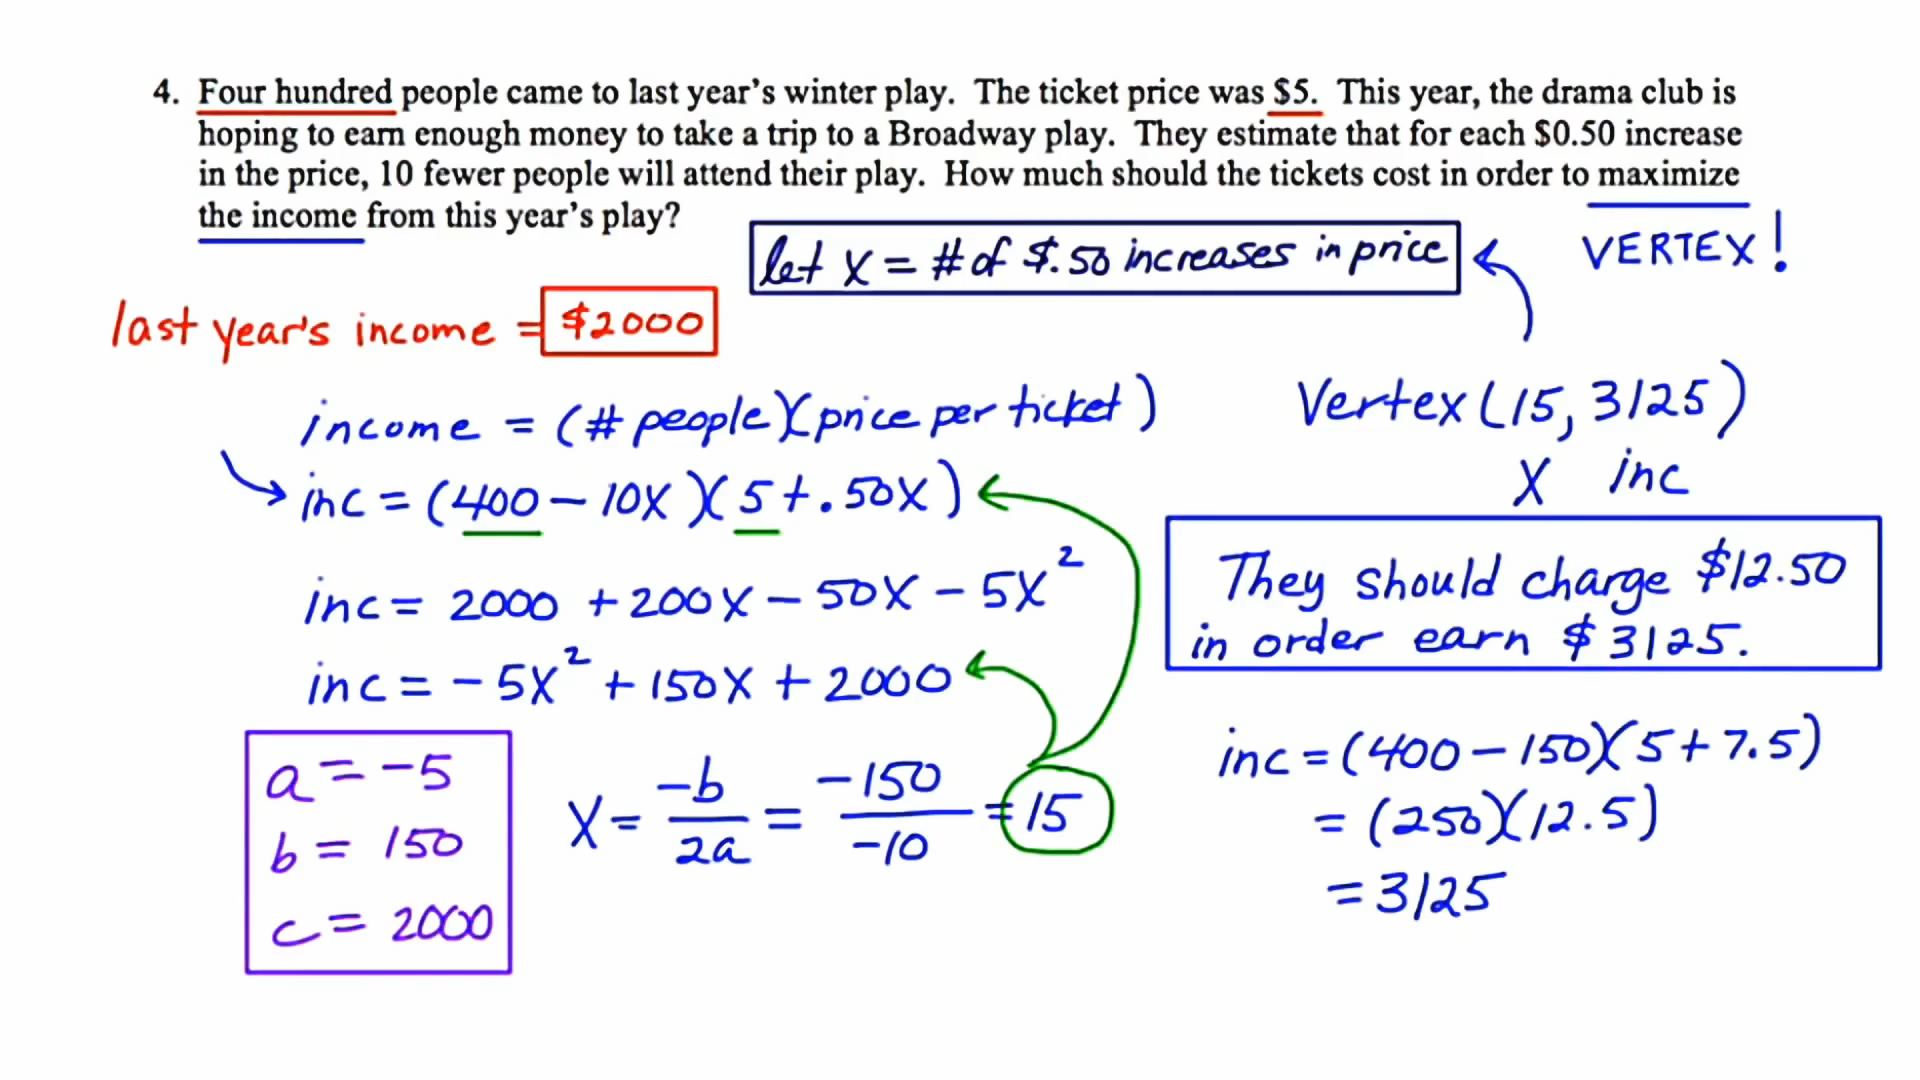 4. Four hundred people came to last year's winter play. The ticket price was $5. This year, the drama club is
hoping to earn enough money to take a trip to a Broadway play. They estimate that for each $0.50 increase
in the price, 10 fewer people will attend their play. How much should the tickets cost in order to maximize
the income from this year's play?
VERTEX!
let x = # of $.50 increases in price
last year's income = $2000
income = (# people)(price per ticket)
inc = (400 - 10x)(5 + .50x)
inc = 2000 + 200x - 50x - 5x²
inc = -5x² + 150x + 2000
a = -5
b = 150
c = 2000
x = -b/2a = -150/-10 = 15
Vertex (15, 3125)
x inc
They should charge $12.50
in order earn $3125.
inc = (400 - 150)(5 + 7.5)
= (250)(12.5)
= 3125